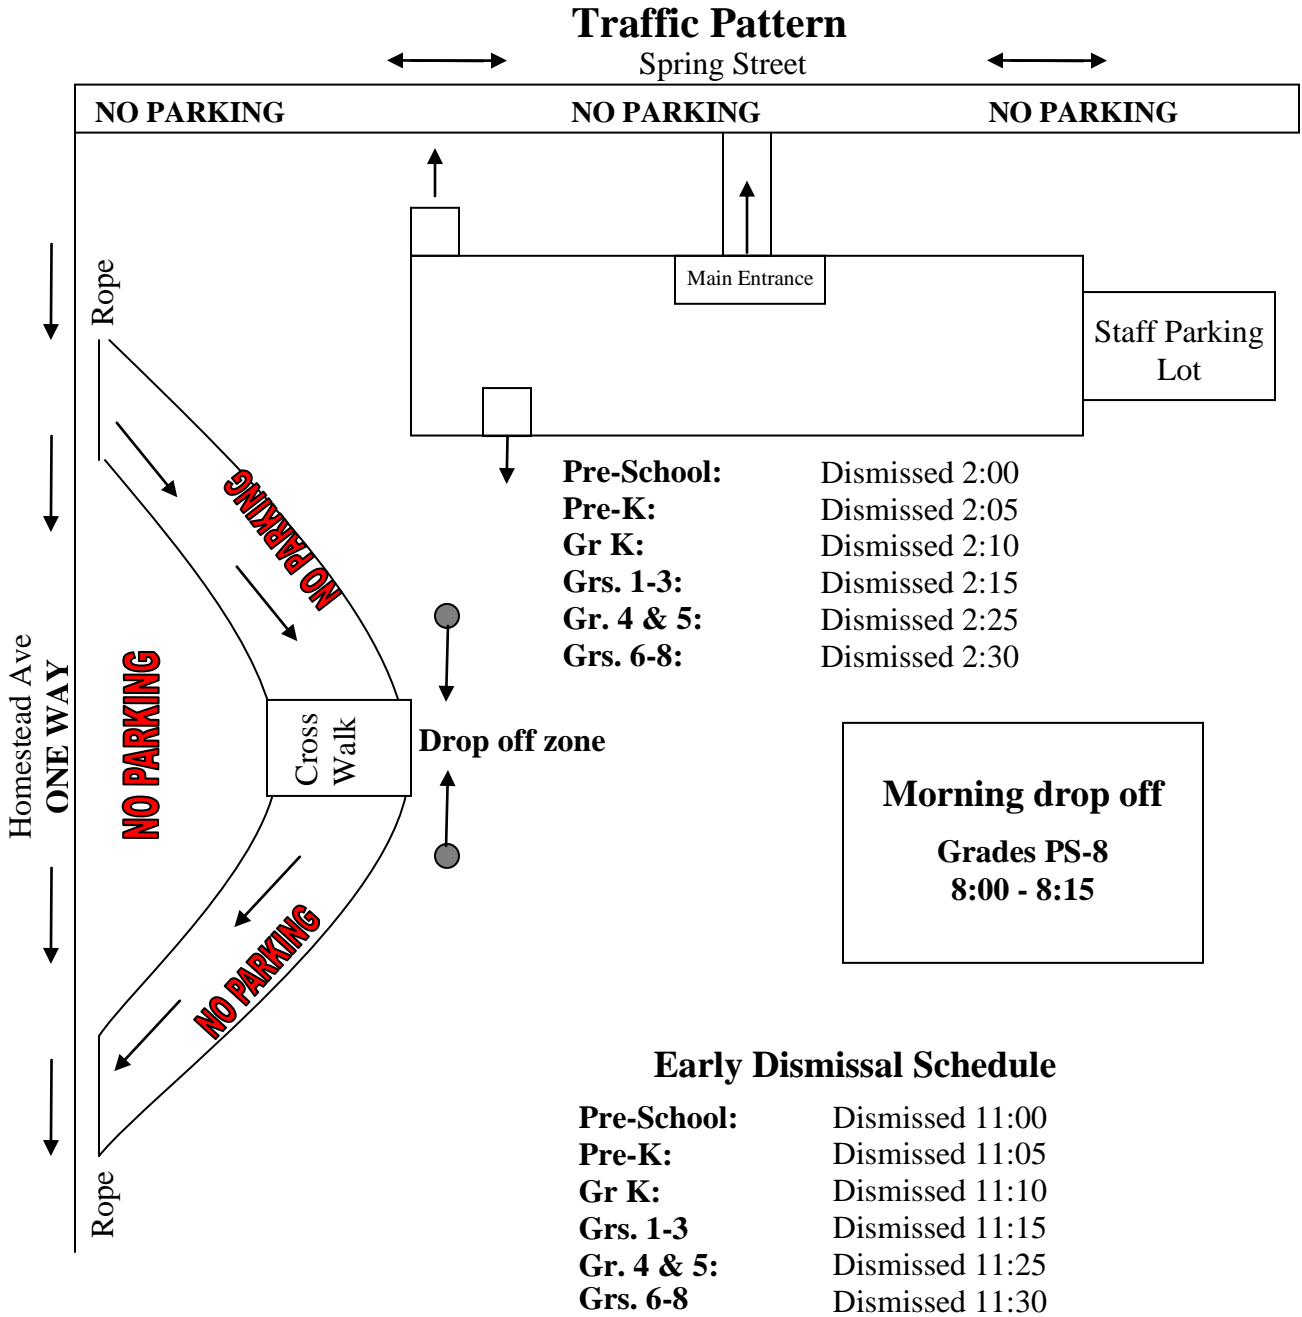 Traffic Pattern
Spring Street
NO PARKING NO PARKING NO PARKING
Main Entrance
Staff Parking
Lot
Rope
NO PARKING
Homestead Ave
ONE WAY
NO PARKING
Cross
Walk
Drop off zone
NO PARKING
Rope
Pre-School: Dismissed 2:00
Pre-K: Dismissed 2:05
Gr K: Dismissed 2:10
Grs. 1-3: Dismissed 2:15
Gr. 4 & 5: Dismissed 2:25
Grs. 6-8: Dismissed 2:30
Morning drop off
Grades PS-8
8:00 - 8:15
Early Dismissal Schedule
Pre-School: Dismissed 11:00
Pre-K: Dismissed 11:05
Gr K: Dismissed 11:10
Grs. 1-3 Dismissed 11:15
Gr. 4 & 5: Dismissed 11:25
Grs. 6-8 Dismissed 11:30